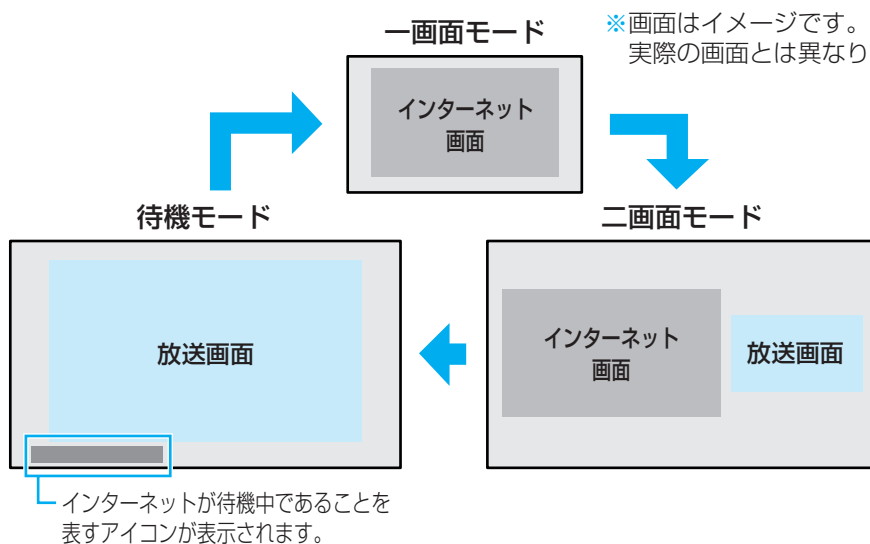 一画面モード
※画面はイメージです。
実際の画面とは異なり
インターネット
画面
待機モード
二画面モード
放送画面
インターネット
画面
放送画面
インターネットが待機中であることを
表すアイコンが表示されます。